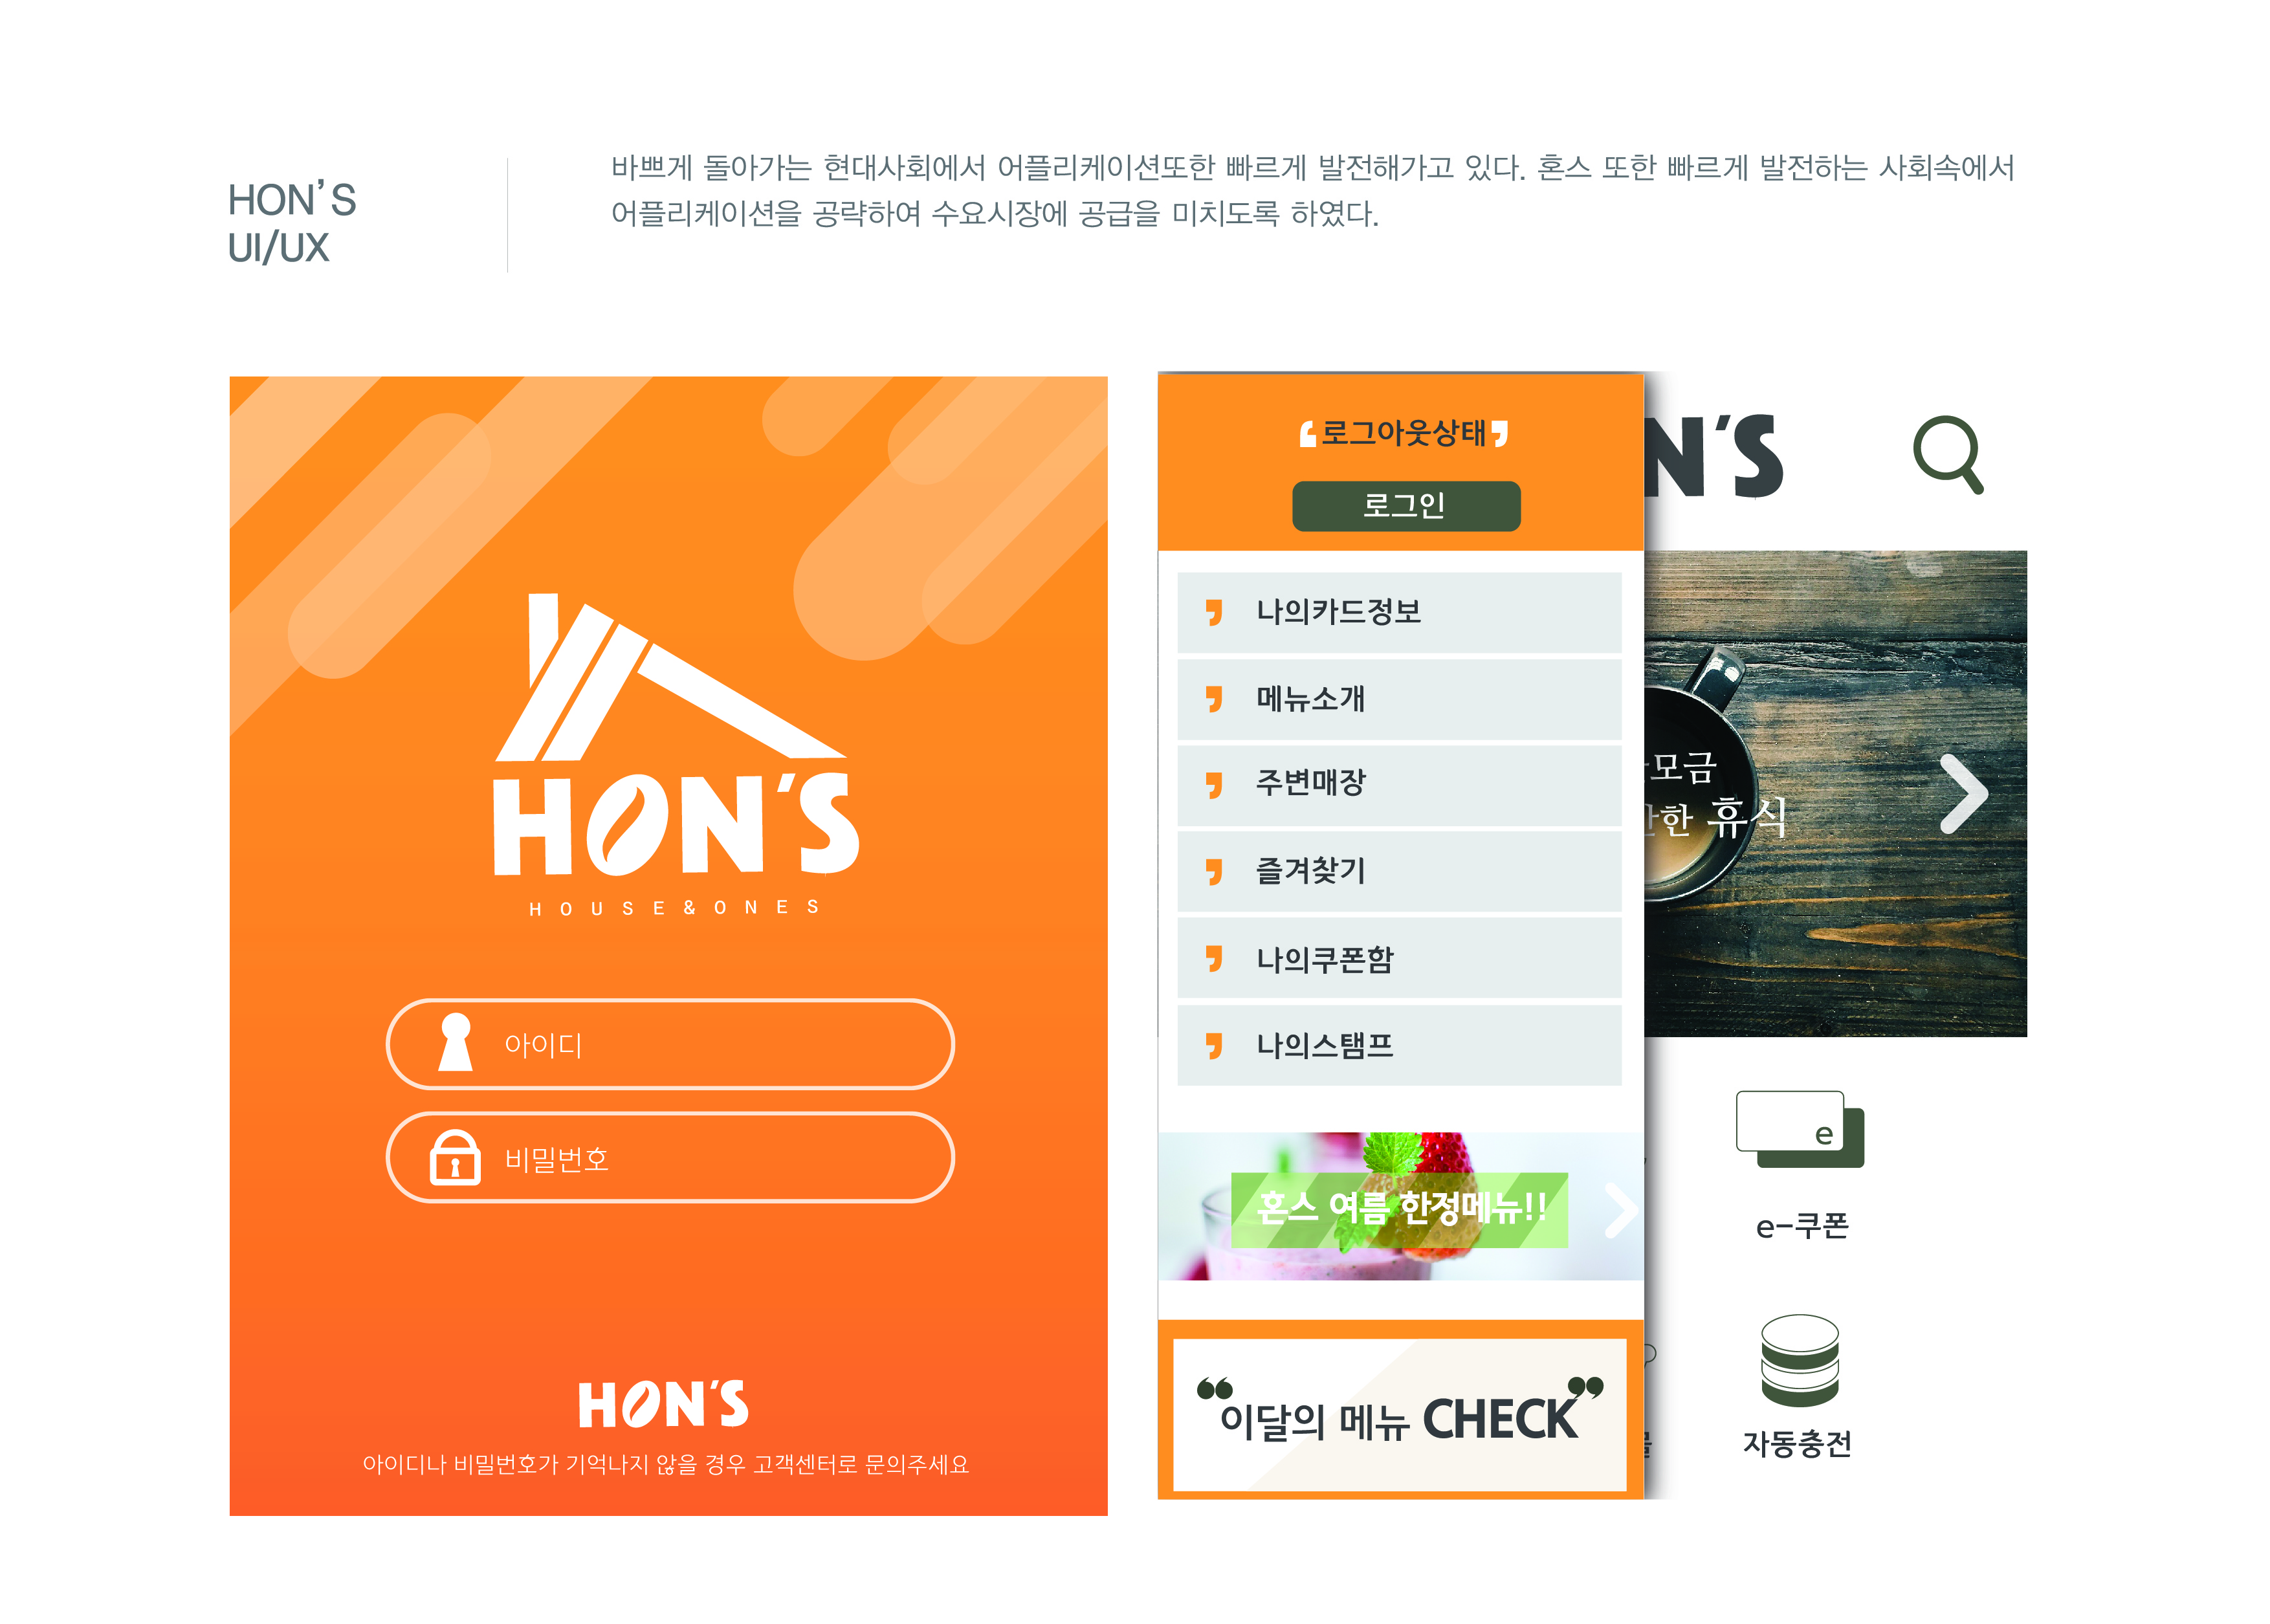 HON'S
UI/UX
바쁘게 돌아가는 현대사회에서 어플리케이션또한 빠르게 발전해가고 있다. 혼스 또한 빠르게 발전하는 사회속에서
어플리케이션을 공략하여 수요시장에 공급을 미치도록 하였다.
HON'S
HOUSE&ONES
아이디
비밀번호
HON'S
아이디나 비밀번호가 기억나지 않을 경우 고객센터로 문의주세요
로그아웃상태
로그인
나의카드정보
메뉴소개
주변매장
즐겨찾기
나의쿠폰함
나의스탬프
혼스 여름 한정메뉴!!
"이달의 메뉴 CHECK"
N'S
모금
한 휴식
e
e-쿠폰
자동충전